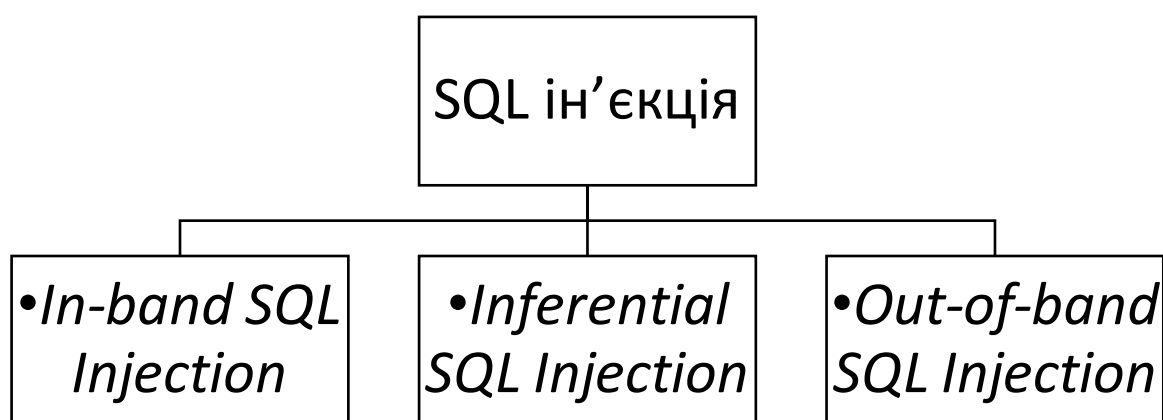 SQL ін’єкція
•In-band SQL
Injection
•Inferential
SQL Injection
•Out-of-band
SQL Injection